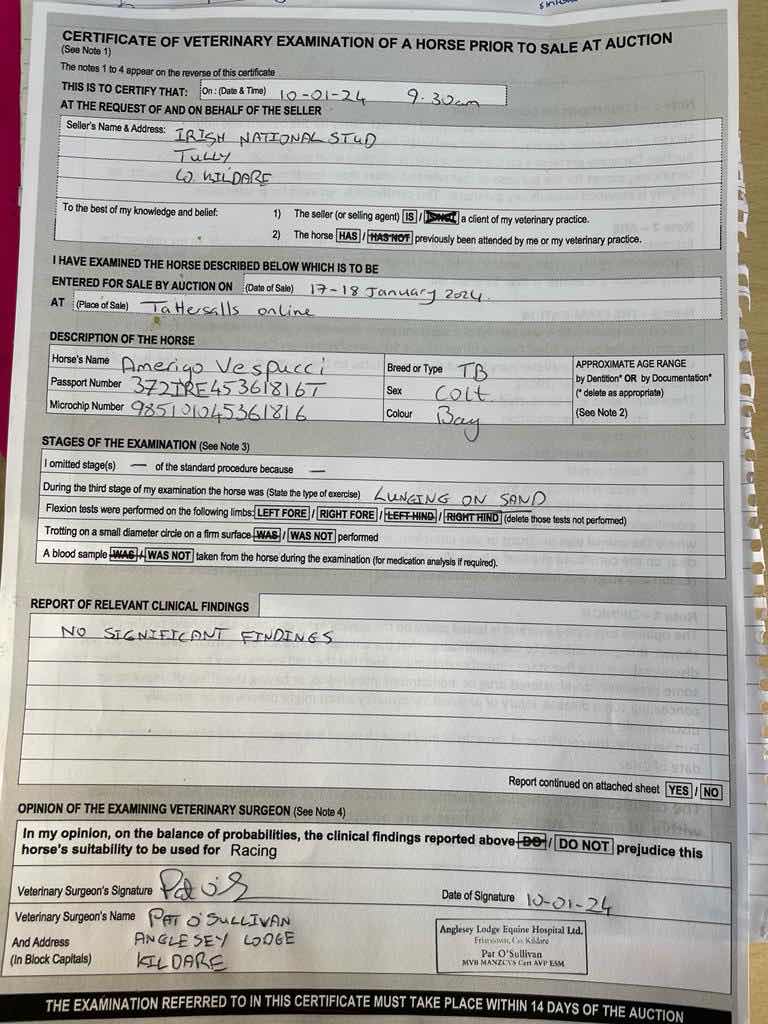 CERTIFICATE OF VETERINARY EXAMINATION OF A HORSE PRIOR TO SALE AT AUCTION
(See Note 1)
The notes 1 to 4 appear on the reverse of this certificate
THIS IS TO CERTIFY THAT: On : (Date & Time) 10-01-24 9.30am
AT THE REQUEST OF AND ON BEHALF OF THE SELLER
Seller's Name & Address: IRISH NATIONAL STUD
TULLY
CO KILDARE
To the best of my knowledge and belief: 1) The seller (or selling agent) IS / IS NOT a client of my veterinary practice.
2) The horse HAS / HAS NOT previously been attended by me or my veterinary practice.
I HAVE EXAMINED THE HORSE DESCRIBED BELOW WHICH IS TO BE
ENTERED FOR SALE BY AUCTION ON (Date of Sale) 17-18 January 2024.
AT (Place of Sale) Tattersalls online
DESCRIPTION OF THE HORSE
Horse's Name Amerigo Vespucci
Passport Number 372IRE45361816T
Microchip Number 985101045361816
Breed or Type TB
Sex Colt
Colour Bay
APPROXIMATE AGE RANGE
by Dentition* OR by Documentation*
(* delete as appropriate)
(See Note 2)
STAGES OF THE EXAMINATION (See Note 3)
I omitted stage(s) — of the standard procedure because —
During the third stage of my examination the horse was (State the type of exercise) LUNGING ON SAND
Flexion tests were performed on the following limbs: LEFT FORE / RIGHT FORE / LEFT HIND / RIGHT HIND (delete those tests not performed)
Trotting on a small diameter circle on a firm surface WAS / WAS NOT performed
A blood sample WAS / WAS NOT taken from the horse during the examination (for medication analysis if required).
REPORT OF RELEVANT CLINICAL FINDINGS
NO SIGNIFICANT FINDINGS
Report continued on attached sheet YES / NO
OPINION OF THE EXAMINING VETERINARY SURGEON (See Note 4)
In my opinion, on the balance of probabilities, the clinical findings reported above DO / DO NOT prejudice this
horse's suitability to be used for Racing
Veterinary Surgeon's Signature Pat O'S
Date of Signature 10-01-24
Veterinary Surgeon's Name PAT O'SULLIVAN
And Address ANGLESEY LODGE
(In Block Capitals) KILDARE
Anglesey Lodge Equine Hospital Ltd.
Friarstown, Co. Kildare
Pat O'Sullivan
MVB MANZCVS Cert AVP ESM
THE EXAMINATION REFERRED TO IN THIS CERTIFICATE MUST TAKE PLACE WITHIN 14 DAYS OF THE AUCTION